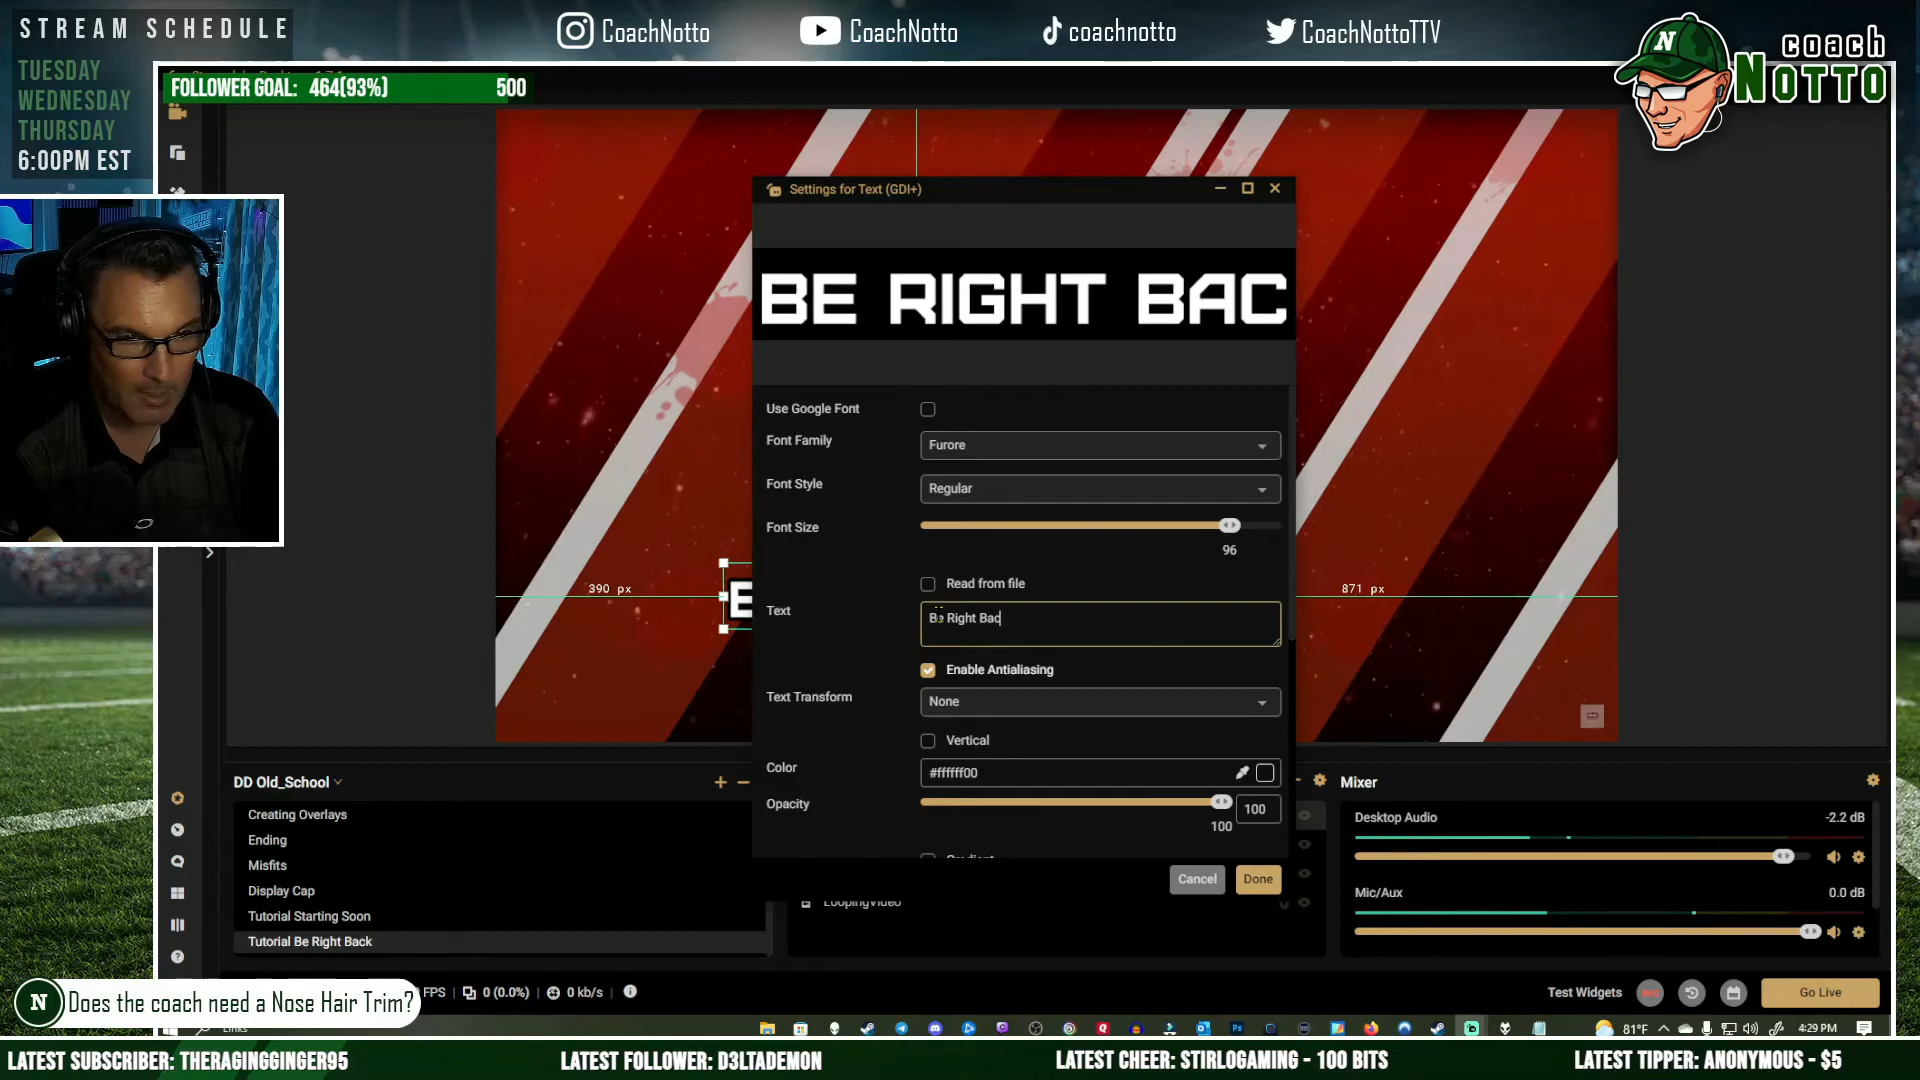 STREAM SCHEDULE
TUESDAY
WEDNESDAY
THURSDAY
6:00PM EST
CoachNotto
CoachNotto
coachnotto
CoachNottoTTV
N
coach
NOTTO
FOLLOWER GOAL: 464(93%) 500
Settings for Text (GDI+)
BE RIGHT BAC
Use Google Font
Font Family
Furore
Font Style
Regular
Font Size
96
Read from file
Text
Be Right Bac
Enable Antialiasing
Text Transform
None
Vertical
Color
#ffffff00
Opacity
100
100
Gradient
Cancel
Done
390 px
871 px
DD Old_School
Creating Overlays
Ending
Misfits
Display Cap
Tutorial Starting Soon
Tutorial Be Right Back
LoopingVideo
Mixer
Desktop Audio
-2.2 dB
Mic/Aux
0.0 dB
N
Does the coach need a Nose Hair Trim?
FPS
0 (0.0%)
0 kb/s
Test Widgets
REC
Go Live
Links
81°F
4:29 PM
LATEST SUBSCRIBER: THERAGINGGINGER95
LATEST FOLLOWER: D3LTADEMON
LATEST CHEER: STIRLOGAMING - 100 BITS
LATEST TIPPER: ANONYMOUS - $5